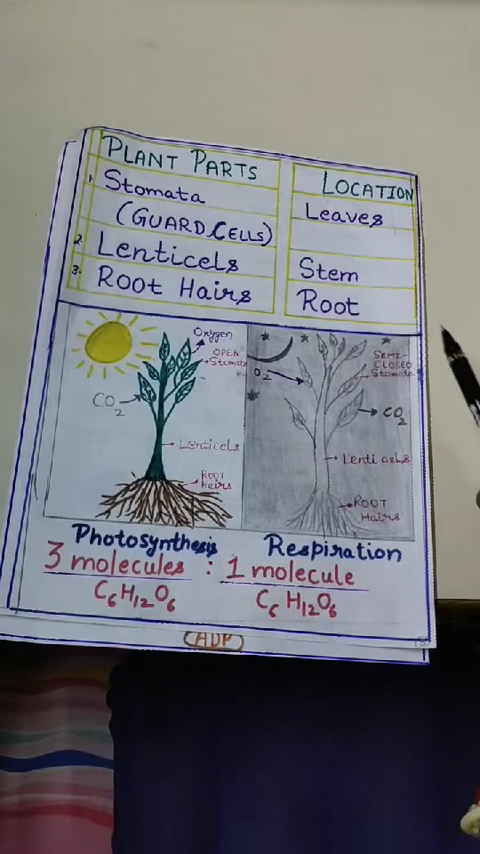 PLANT PARTS
LOCATION
1. Stomata
(GUARD CELLS)
Leaves
2. Lenticels
Stem
3. Root Hairs
Root
Oxygen
OPEN
Stomata
CO2
Lenticels
ROOT
Hairs
SEMI-
CLOSED
Stomata
O2
CO2
Lenticels
ROOT
Hairs
Photosynthesis
Respiration
3 molecules : 1 molecule
C6H12O6
C6H12O6
(ADP)